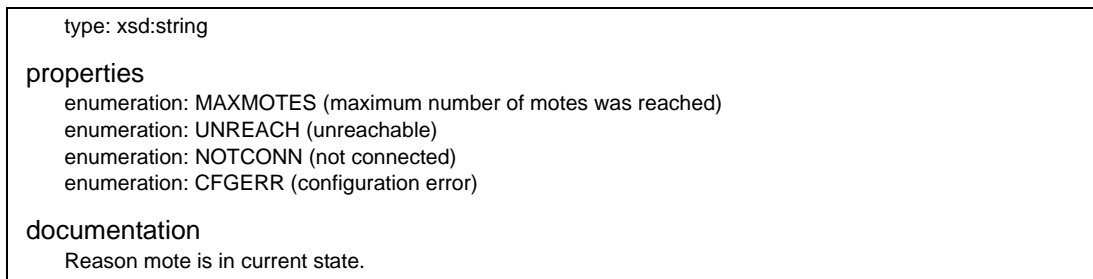 type: xsd:string
properties
enumeration: MAXMOTES (maximum number of motes was reached)
enumeration: UNREACH (unreachable)
enumeration: NOTCONN (not connected)
enumeration: CFGERR (configuration error)
documentation
Reason mote is in current state.